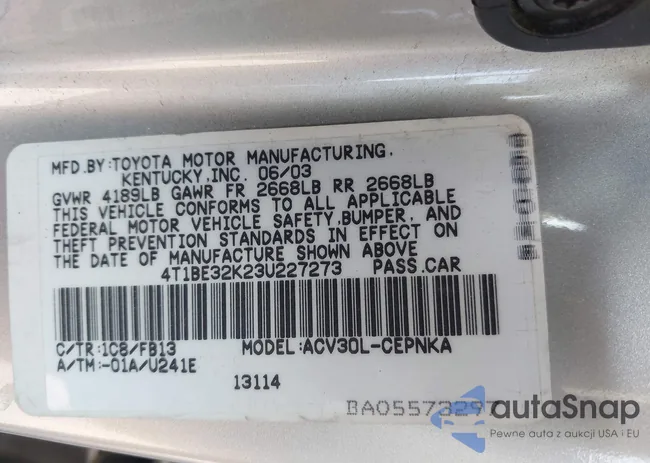 MFD.BY:TOYOTA MOTOR MANUFACTURING.
KENTUCKY,INC. 06/03
GVWR 4189LB GAWR FR 2668LB RR 2668LB
THIS VEHICLE CONFORMS TO ALL APPLICABLE
FEDERAL MOTOR VEHICLE SAFETY,BUMPER, AND
THEFT PREVENTION STANDARDS IN EFFECT ON
THE DATE OF MANUFACTURE SHOWN ABOVE
4T1BE32K23U227273 PASS.CAR
C/TR:1C8/FB13 MODEL:ACV30L-CEPNKA
A/TM:-01A/U241E
13114
autaSnap
Pewne auta z aukcji USA i EU